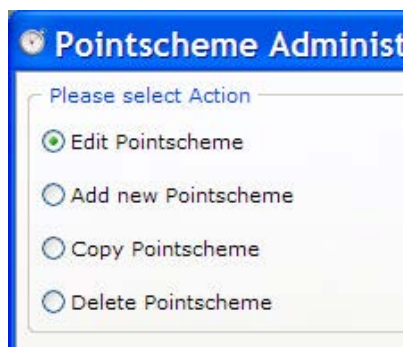 Pointscheme Administ
Please select Action
Edit Pointscheme
Add new Pointscheme
Copy Pointscheme
Delete Pointscheme